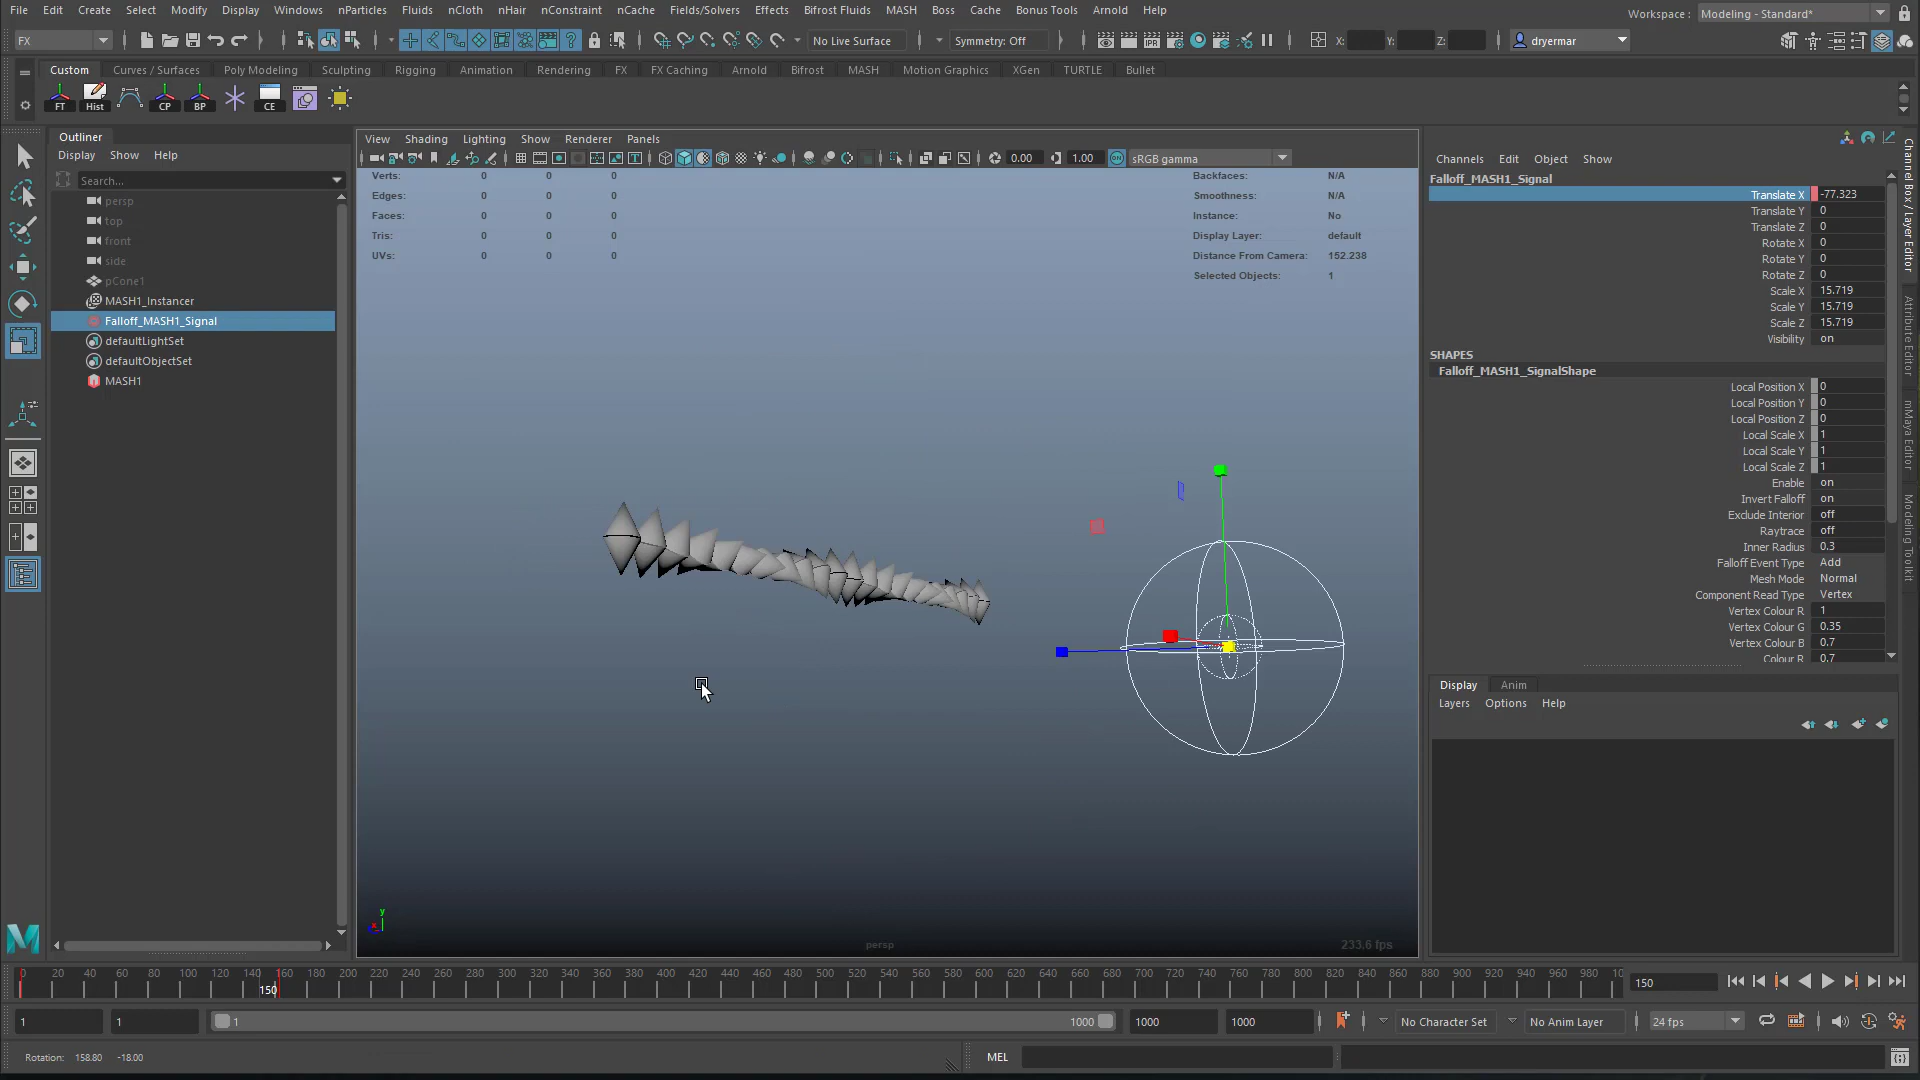 File Edit Create Select Modify Display Windows nParticles Fluids nCloth nHair nConstraint nCache Fields/Solvers Effects Bifrost Fluids MASH Boss Cache Bonus Tools Arnold Help
Workspace : Modeling - Standard*
FX No Live Surface Symmetry: Off X: Y: Z: dryermar
Custom Curves / Surfaces Poly Modeling Sculpting Rigging Animation Rendering FX FX Caching Arnold Bifrost MASH Motion Graphics XGen TURTLE Bullet
FT Hist CP BP CE
Outliner
Display Show Help
Search...
persp
top
front
side
pCone1
MASH1_Instancer
Falloff_MASH1_Signal
defaultLightSet
defaultObjectSet
MASH1
View Shading Lighting Show Renderer Panels
0.00 1.00 ON sRGB gamma
Verts: 0 0 0
Edges: 0 0 0
Faces: 0 0 0
Tris: 0 0 0
UVs: 0 0 0
Backfaces: N/A
Smoothness: N/A
Instance: No
Display Layer: default
Distance From Camera: 152.238
Selected Objects: 1
y
x
persp
233.6 fps
Channels Edit Object Show
Falloff_MASH1_Signal
Translate X -77.323
Translate Y 0
Translate Z 0
Rotate X 0
Rotate Y 0
Rotate Z 0
Scale X 15.719
Scale Y 15.719
Scale Z 15.719
Visibility on
SHAPES
Falloff_MASH1_SignalShape
Local Position X 0
Local Position Y 0
Local Position Z 0
Local Scale X 1
Local Scale Y 1
Local Scale Z 1
Enable on
Invert Falloff on
Exclude Interior off
Raytrace off
Inner Radius 0.3
Falloff Event Type Add
Mesh Mode Normal
Component Read Type Vertex
Vertex Colour R 1
Vertex Colour G 0.35
Vertex Colour B 0.7
Colour R 0.7
Display Anim
Layers Options Help
Channel Box / Layer Editor
Attribute Editor
mMaya Editor
Modeling Toolkit
0 20 40 60 80 100 120 140 160 180 200 220 240 260 280 300 320 340 360 380 400 420 440 460 480 500 520 540 560 580 600 620 640 660 680 700 720 740 760 780 800 820 840 860 880 900 920 940 960 980 10
150
150
1 1 1 1000 1000 1000 No Character Set No Anim Layer 24 fps
Rotation: 158.80 -18.00 MEL